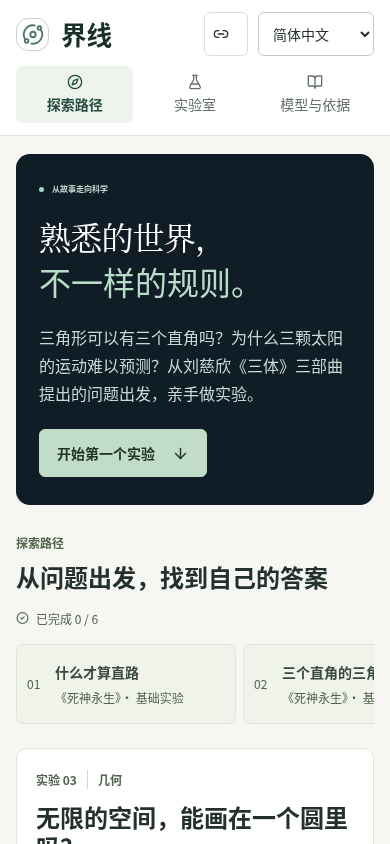 界线
简体中文
探索路径
实验室
模型与依据
从故事走向科学
熟悉的世界,
不一样的规则。
三角形可以有三个直角吗？为什么三颗太阳
的运动难以预测？从刘慈欣《三体》三部曲
提出的问题出发，亲手做实验。
开始第一个实验
探索路径
从问题出发，找到自己的答案
已完成 0 / 6
01
什么才算直路
《死神永生》· 基础实验
02
三个直角的三角
《死神永生》· 基
实验 03
几何
无限的空间，能画在一个圆里
吗？